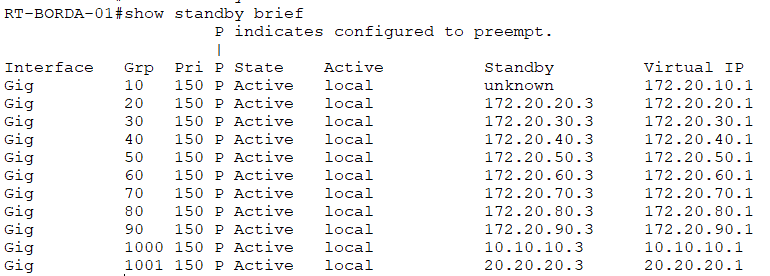 RT-BORDA-01#show standby brief
P indicates configured to preempt.
|
Interface Grp Pri P State Active Standby Virtual IP
Gig 10 150 P Active local unknown 172.20.10.1
Gig 20 150 P Active local 172.20.20.3 172.20.20.1
Gig 30 150 P Active local 172.20.30.3 172.20.30.1
Gig 40 150 P Active local 172.20.40.3 172.20.40.1
Gig 50 150 P Active local 172.20.50.3 172.20.50.1
Gig 60 150 P Active local 172.20.60.3 172.20.60.1
Gig 70 150 P Active local 172.20.70.3 172.20.70.1
Gig 80 150 P Active local 172.20.80.3 172.20.80.1
Gig 90 150 P Active local 172.20.90.3 172.20.90.1
Gig 1000 150 P Active local 10.10.10.3 10.10.10.1
Gig 1001 150 P Active local 20.20.20.3 20.20.20.1